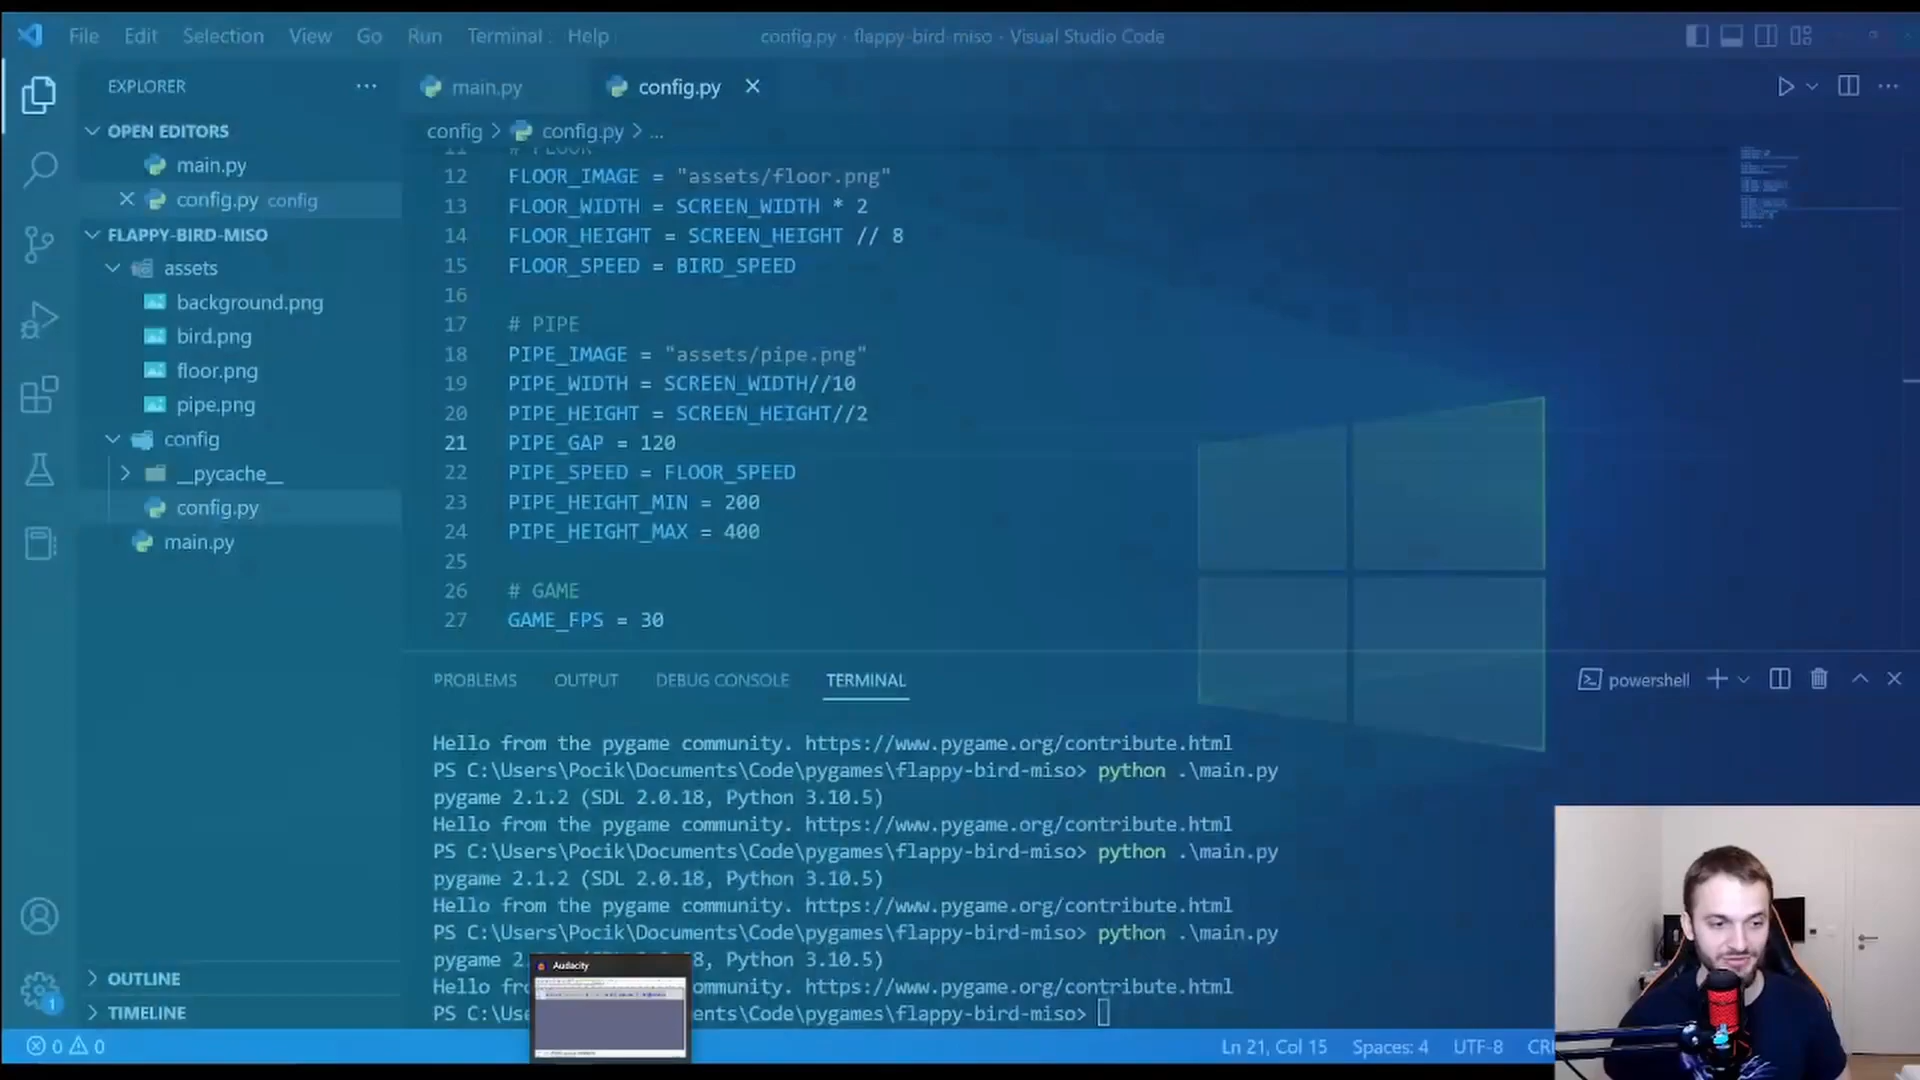 File Edit Selection View Go Run Terminal Help
config.py - flappy-bird-miso - Visual Studio Code
EXPLORER
OPEN EDITORS
main.py
config.py config
FLAPPY-BIRD-MISO
assets
background.png
bird.png
floor.png
pipe.png
config
__pycache__
config.py
main.py
OUTLINE
TIMELINE
main.py config.py
config > config.py > ...
11 # FLOOR
12 FLOOR_IMAGE = "assets/floor.png"
13 FLOOR_WIDTH = SCREEN_WIDTH * 2
14 FLOOR_HEIGHT = SCREEN_HEIGHT // 8
15 FLOOR_SPEED = BIRD_SPEED
16
17 # PIPE
18 PIPE_IMAGE = "assets/pipe.png"
19 PIPE_WIDTH = SCREEN_WIDTH//10
20 PIPE_HEIGHT = SCREEN_HEIGHT//2
21 PIPE_GAP = 120
22 PIPE_SPEED = FLOOR_SPEED
23 PIPE_HEIGHT_MIN = 200
24 PIPE_HEIGHT_MAX = 400
25
26 # GAME
27 GAME_FPS = 30
PROBLEMS OUTPUT DEBUG CONSOLE TERMINAL
powershell
Hello from the pygame community. https://www.pygame.org/contribute.html
PS C:\Users\Pocik\Documents\Code\pygames\flappy-bird-miso> python .\main.py
pygame 2.1.2 (SDL 2.0.18, Python 3.10.5)
Hello from the pygame community. https://www.pygame.org/contribute.html
PS C:\Users\Pocik\Documents\Code\pygames\flappy-bird-miso> python .\main.py
pygame 2.1.2 (SDL 2.0.18, Python 3.10.5)
Hello from the pygame community. https://www.pygame.org/contribute.html
PS C:\Users\Pocik\Documents\Code\pygames\flappy-bird-miso> python .\main.py
pygame 2. 8, Python 3.10.5)
Hello fro ommunity. https://www.pygame.org/contribute.html
PS C:\Use ents\Code\pygames\flappy-bird-miso>
Audacity
1
0 0
Ln 21, Col 15 Spaces: 4 UTF-8 CR